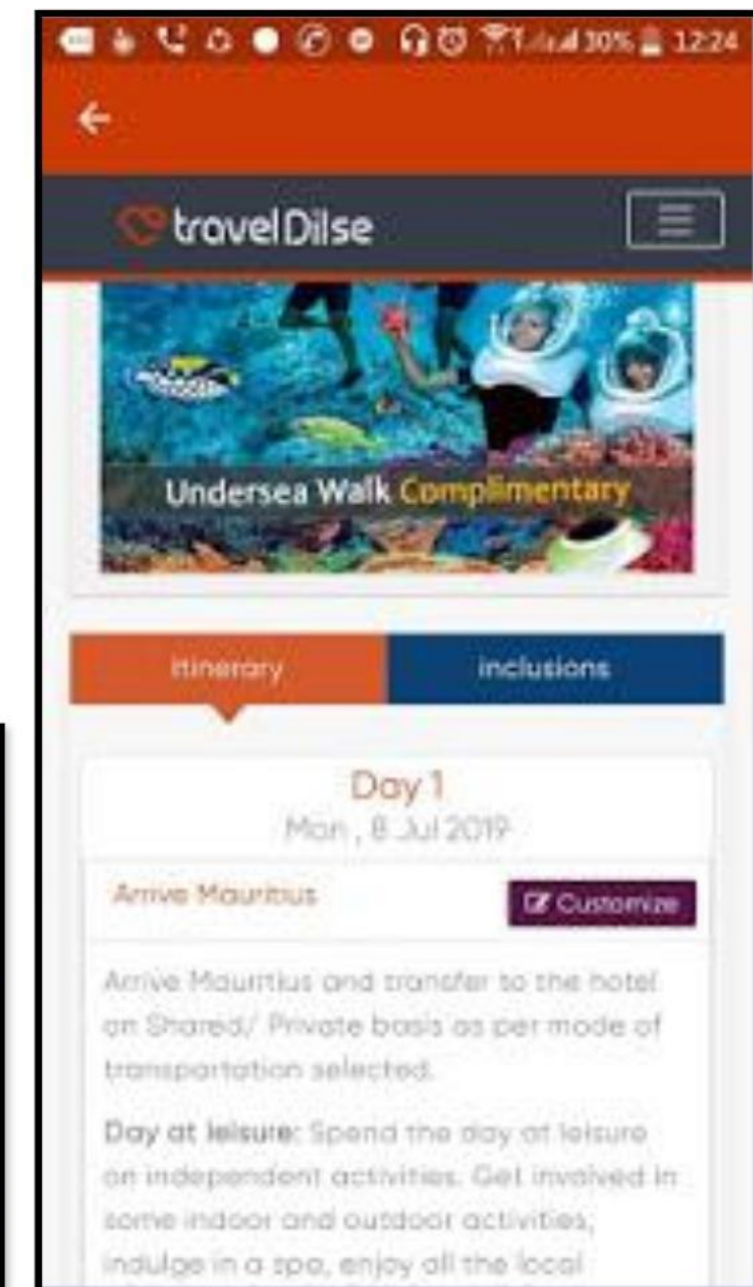 30% 12:24
travelDilse
Undersea Walk Complimentary
itinerary inclusions
Day 1
Mon , 8 Jul 2019
Arrive Mauritius Customize
Arrive Mauritius and transfer to the hotel
on Shared/ Private basis as per mode of
transportation selected.
Day at leisure: Spend the day at leisure
on independent activities. Get involved in
some indoor and outdoor activities;
indulge in a spa, enjoy all the local